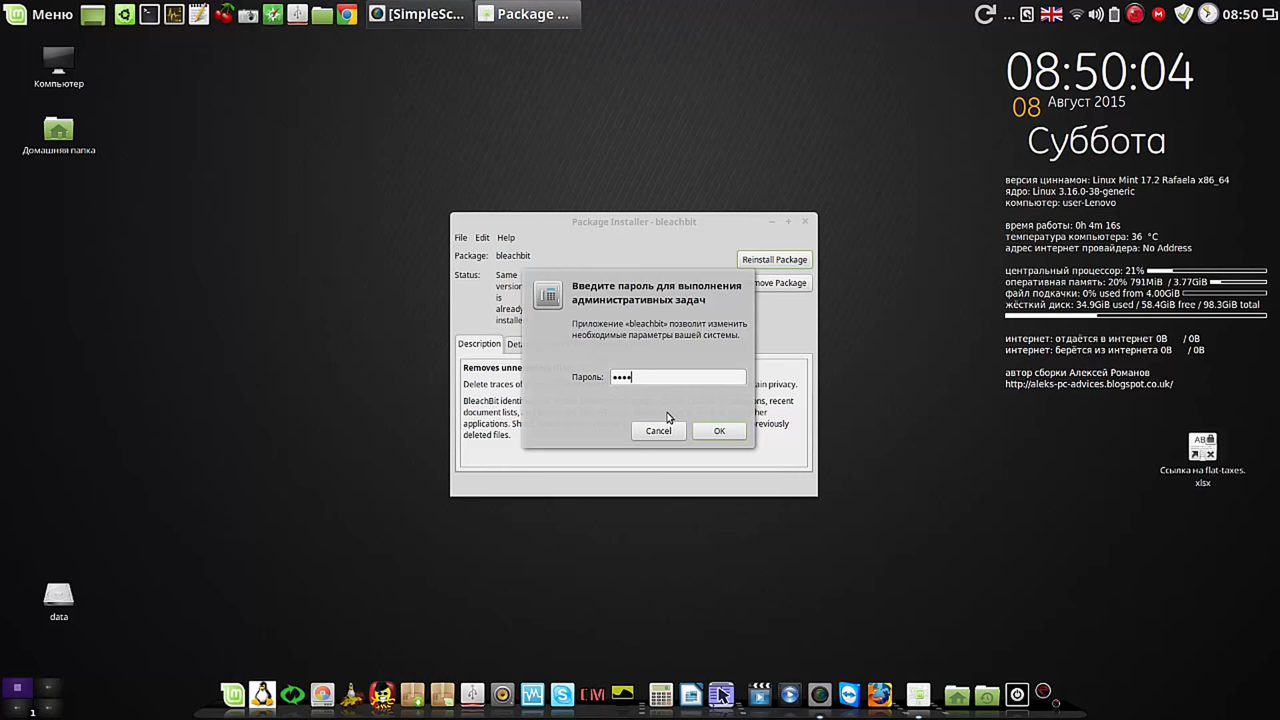 Меню
[SimpleSc...
Package ...
...
08:50
Компьютер
Домашняя папка
08:50:04
08 Август 2015
Суббота
версия циннамон: Linux Mint 17.2 Rafaela x86_64
ядро: Linux 3.16.0-38-generic
компьютер: user-Lenovo
время работы: 0h 4m 16s
температура компьютера: 36 °C
адрес интернет провайдера: No Address
центральный процессор: 21%
оперативная память: 20% 791MiB / 3.77GiB
файл подкачки: 0% used from 4.00GiB
жёсткий диск: 34.9GiB used / 58.4GiB free / 98.3GiB total
интернет: отдаётся в интернет 0B / 0B
интернет: берётся из интернета 0B / 0B
автор сборки Алексей Романов
http://aleks-pc-advices.blogspot.co.uk/
AB
Ссылка на flat-taxes.
xlsx
Package Installer - bleachbit
File Edit Help
Package: bleachbit
Reinstall Package
Status: Same
version
is
already
installe
move Package
Description
Deta
Введите пароль для выполнения
административных задач
Приложение «bleachbit» позволит изменить
необходимые параметры вашей системы.
Пароль: ••••
Cancel
OK
Removes unne
Delete traces of
ain privacy.
BleachBit identi
ons, recent
document lists,
her
applications. Sh
reviously
deleted files.
data
1